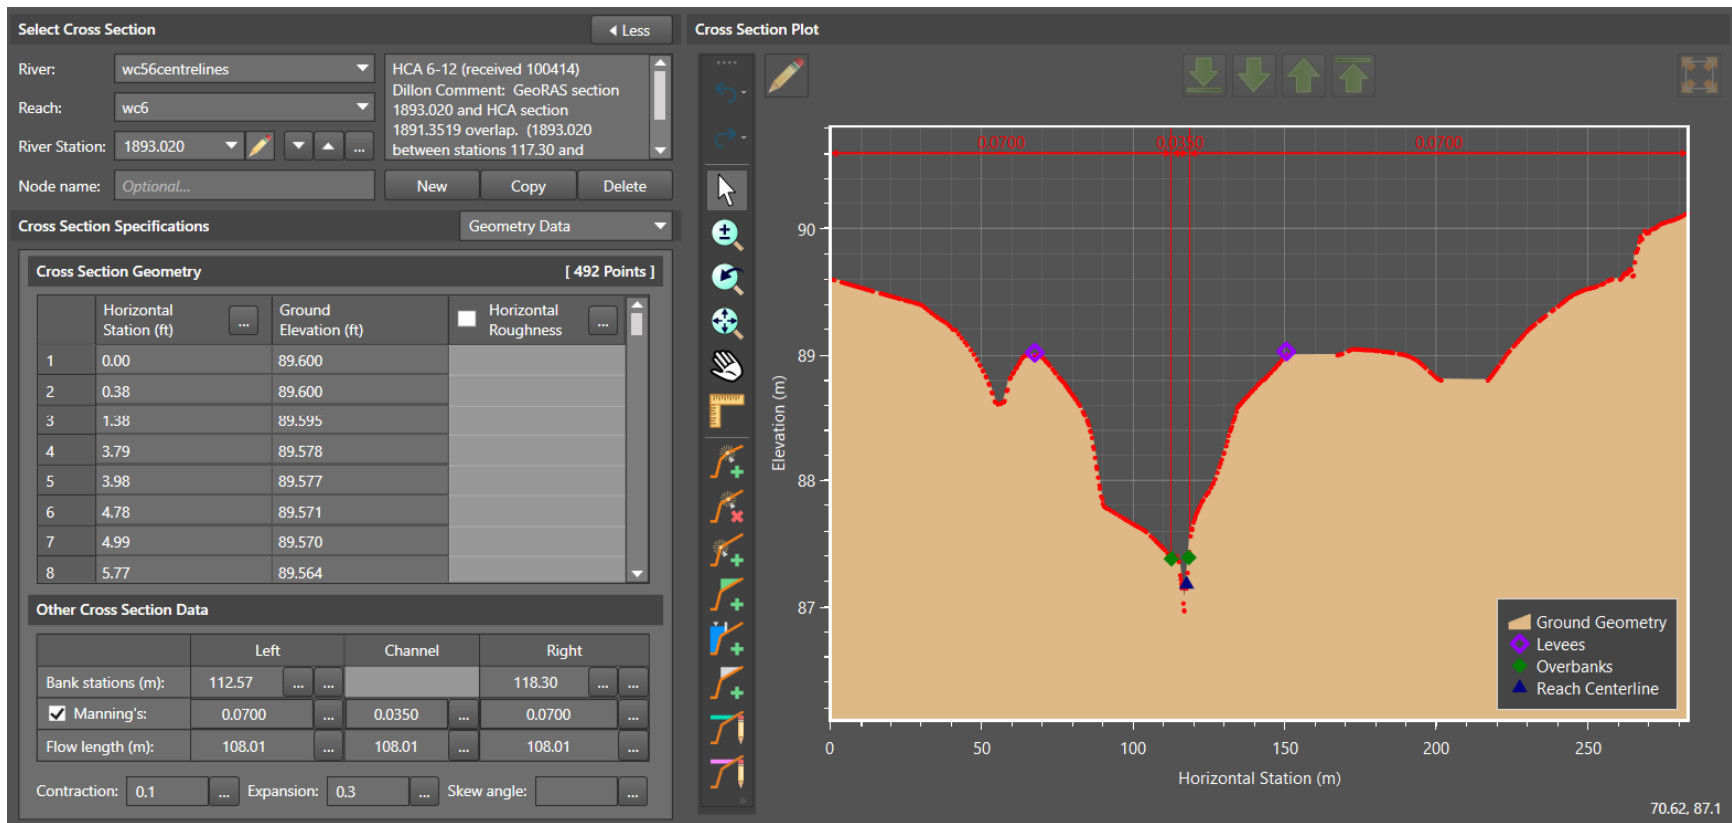 Select Cross Section
Less
River:
wc56centrelines
Reach:
wc6
River Station:
1893.020
...
Node name:
Optional...
HCA 6-12 (received 100414)
Dillon Comment: GeoRAS section
1893.020 and HCA section
1891.3519 overlap. (1893.020
between stations 117.30 and
New Copy Delete
Cross Section Specifications
Geometry Data
Cross Section Geometry [ 492 Points ]
Horizontal
Station (ft)
...
Ground
Elevation (ft)
Horizontal
Roughness
...
1 0.00 89.600
2 0.38 89.600
3 1.38 89.595
4 3.79 89.578
5 3.98 89.577
6 4.78 89.571
7 4.99 89.570
8 5.77 89.564
Other Cross Section Data
Left Channel Right
Bank stations (m): 112.57 ... ... 118.30 ... ...
Manning's: 0.0700 ... 0.0350 ... 0.0700 ...
Flow length (m): 108.01 ... 108.01 ... 108.01 ...
Contraction: 0.1 ... Expansion: 0.3 ... Skew angle: ...
Cross Section Plot
0.0700 0.0350 0.0700
90
89
88
87
Elevation (m)
0 50 100 150 200 250
Horizontal Station (m)
Ground Geometry
Levees
Overbanks
Reach Centerline
70.62, 87.1